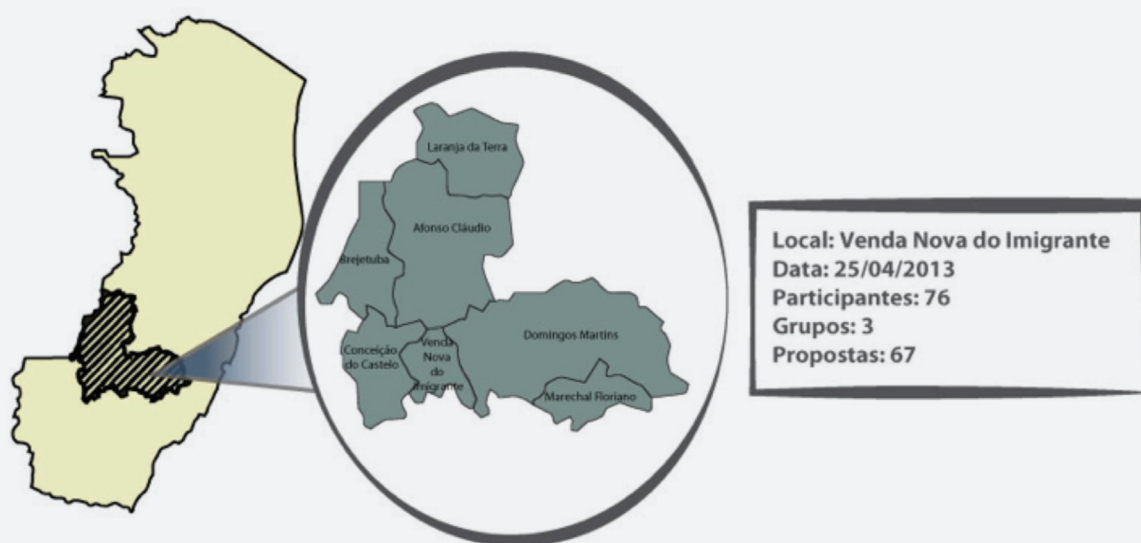 Laranja da Terra
Afonso Cláudio
Brejetuba
Domingos Martins
Conceição
do Castelo
Venda
Nova
do
Imigrante
Marechal Floriano
Local: Venda Nova do Imigrante
Data: 25/04/2013
Participantes: 76
Grupos: 3
Propostas: 67